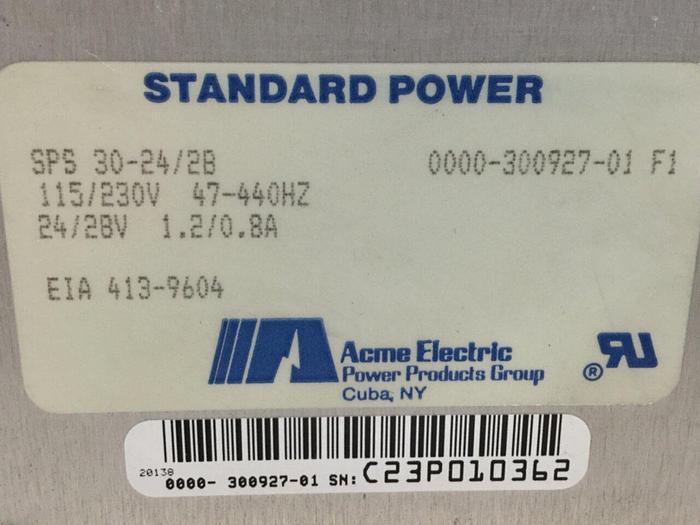 STANDARD POWER
SPS 30-24/28 0000-300927-01 F1
115/230V 47-440HZ
24/28V 1.2/0.8A
EIA 413-9604
Acme Electric
Power Products Group
Cuba, NY
® RU
20138
0000- 300927-01 SN: C23P010362